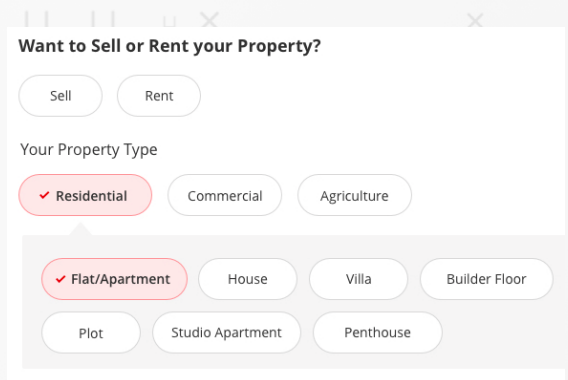 Want to Sell or Rent your Property?
Sell Rent
Your Property Type
Residential Commercial Agriculture
Flat/Apartment House Villa Builder Floor
Plot Studio Apartment Penthouse